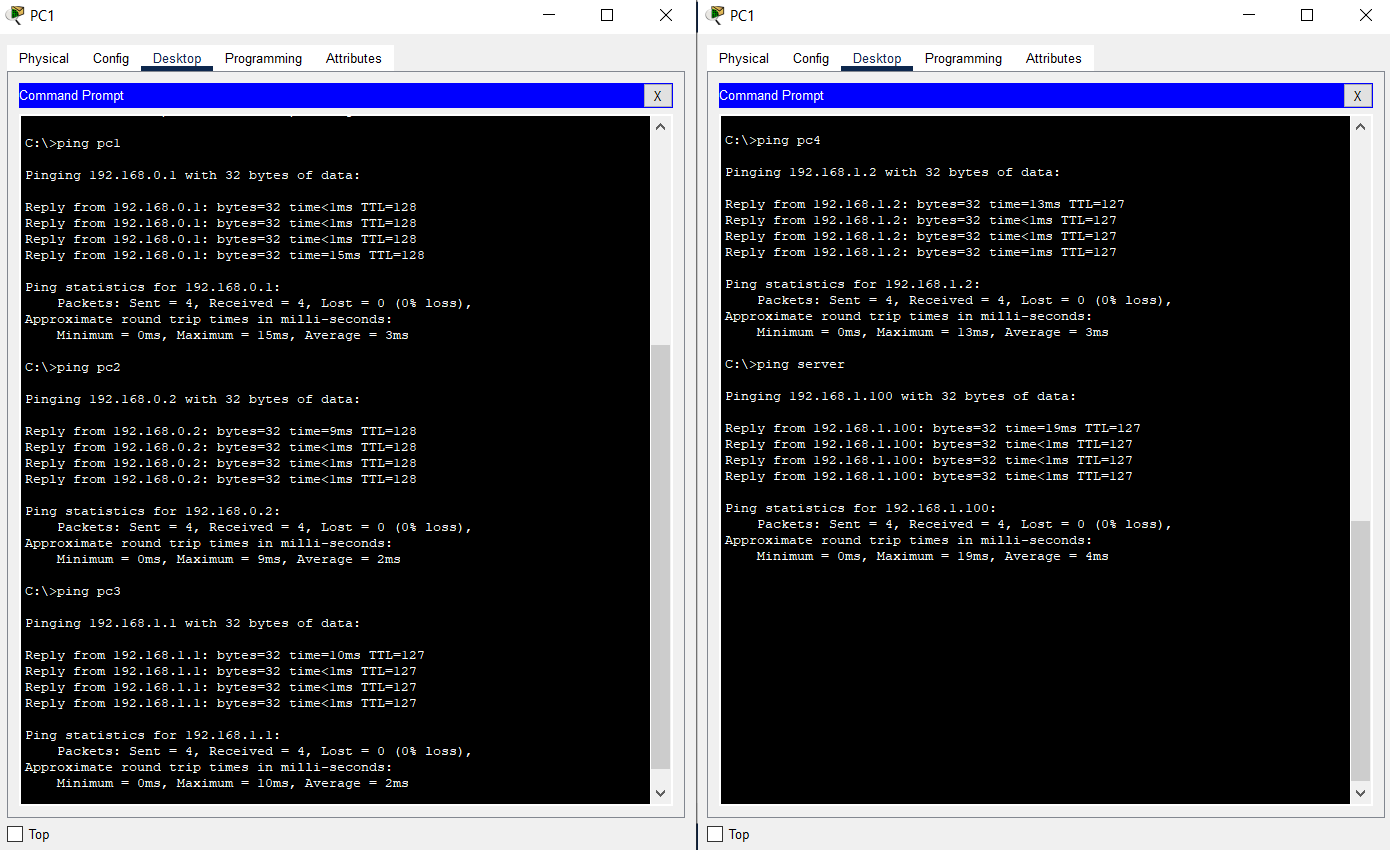 PC1
Physical Config Desktop Programming Attributes
Command Prompt
X
C:\>ping pc1
Pinging 192.168.0.1 with 32 bytes of data:
Reply from 192.168.0.1: bytes=32 time<1ms TTL=128
Reply from 192.168.0.1: bytes=32 time<1ms TTL=128
Reply from 192.168.0.1: bytes=32 time<1ms TTL=128
Reply from 192.168.0.1: bytes=32 time=15ms TTL=128
Ping statistics for 192.168.0.1:
Packets: Sent = 4, Received = 4, Lost = 0 (0% loss),
Approximate round trip times in milli-seconds:
Minimum = 0ms, Maximum = 15ms, Average = 3ms
C:\>ping pc2
Pinging 192.168.0.2 with 32 bytes of data:
Reply from 192.168.0.2: bytes=32 time=9ms TTL=128
Reply from 192.168.0.2: bytes=32 time<1ms TTL=128
Reply from 192.168.0.2: bytes=32 time<1ms TTL=128
Reply from 192.168.0.2: bytes=32 time<1ms TTL=128
Ping statistics for 192.168.0.2:
Packets: Sent = 4, Received = 4, Lost = 0 (0% loss),
Approximate round trip times in milli-seconds:
Minimum = 0ms, Maximum = 9ms, Average = 2ms
C:\>ping pc3
Pinging 192.168.1.1 with 32 bytes of data:
Reply from 192.168.1.1: bytes=32 time=10ms TTL=127
Reply from 192.168.1.1: bytes=32 time<1ms TTL=127
Reply from 192.168.1.1: bytes=32 time<1ms TTL=127
Reply from 192.168.1.1: bytes=32 time<1ms TTL=127
Ping statistics for 192.168.1.1:
Packets: Sent = 4, Received = 4, Lost = 0 (0% loss),
Approximate round trip times in milli-seconds:
Minimum = 0ms, Maximum = 10ms, Average = 2ms
Top
PC1
Physical Config Desktop Programming Attributes
Command Prompt
X
C:\>ping pc4
Pinging 192.168.1.2 with 32 bytes of data:
Reply from 192.168.1.2: bytes=32 time=13ms TTL=127
Reply from 192.168.1.2: bytes=32 time<1ms TTL=127
Reply from 192.168.1.2: bytes=32 time<1ms TTL=127
Reply from 192.168.1.2: bytes=32 time=1ms TTL=127
Ping statistics for 192.168.1.2:
Packets: Sent = 4, Received = 4, Lost = 0 (0% loss),
Approximate round trip times in milli-seconds:
Minimum = 0ms, Maximum = 13ms, Average = 3ms
C:\>ping server
Pinging 192.168.1.100 with 32 bytes of data:
Reply from 192.168.1.100: bytes=32 time=19ms TTL=127
Reply from 192.168.1.100: bytes=32 time<1ms TTL=127
Reply from 192.168.1.100: bytes=32 time<1ms TTL=127
Reply from 192.168.1.100: bytes=32 time<1ms TTL=127
Ping statistics for 192.168.1.100:
Packets: Sent = 4, Received = 4, Lost = 0 (0% loss),
Approximate round trip times in milli-seconds:
Minimum = 0ms, Maximum = 19ms, Average = 4ms
Top